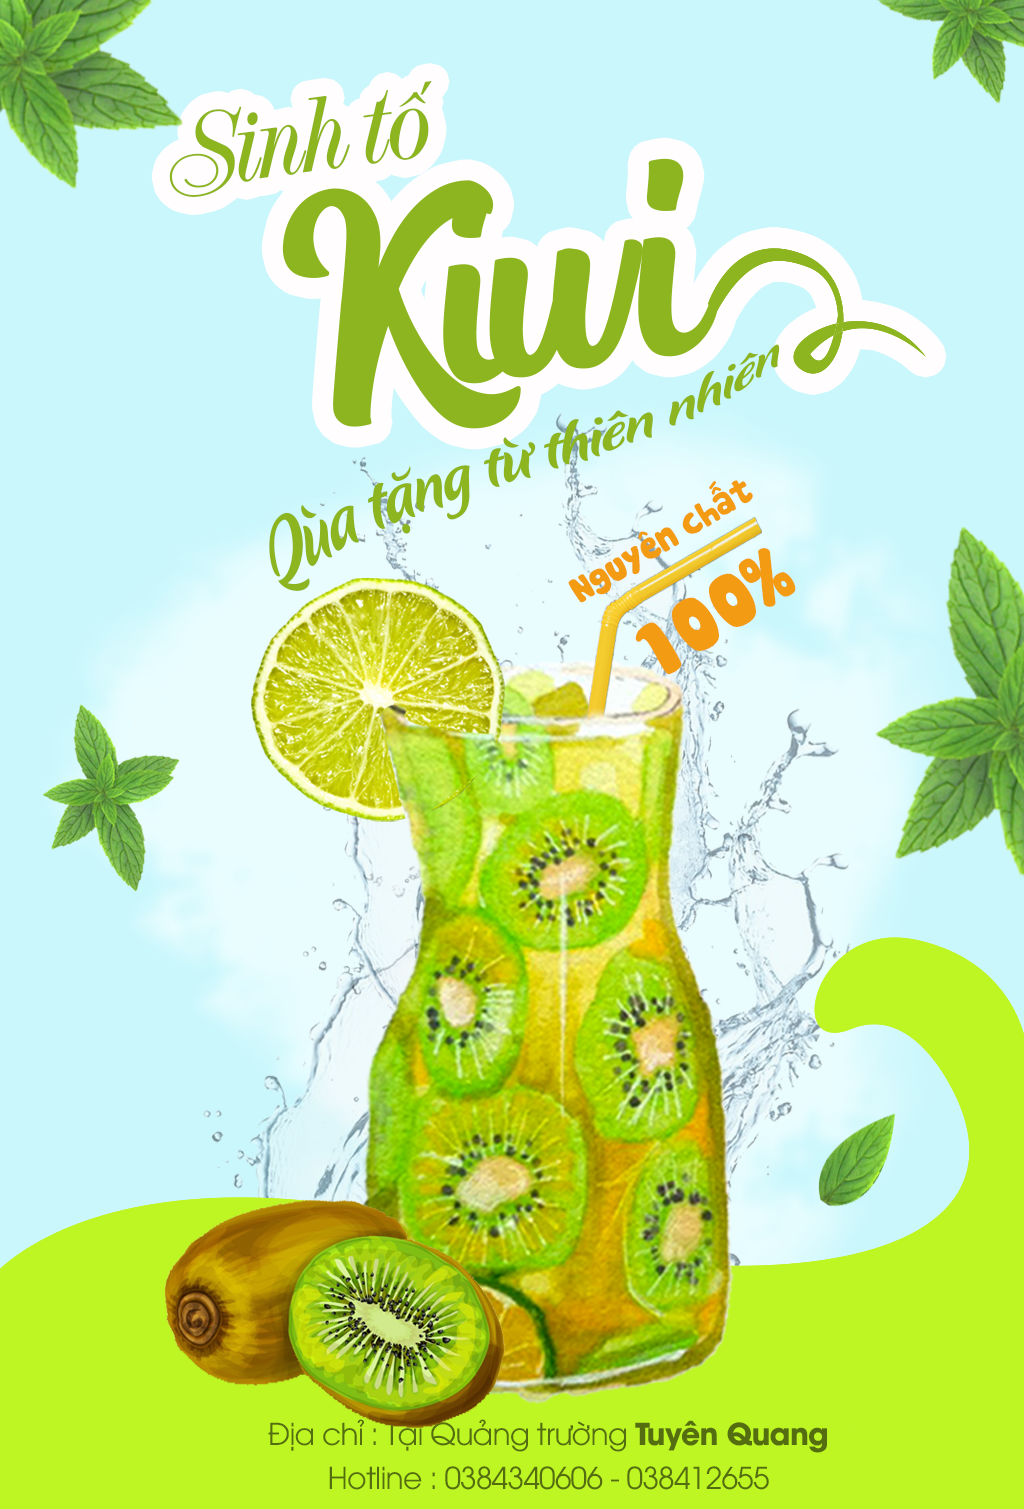 Sinh tố
Kiwi
Qùa tặng từ thiên nhiên
Nguyên chất
100%
Địa chỉ : Tại Quảng trường Tuyên Quang
Hotline : 0384340606 - 038412655